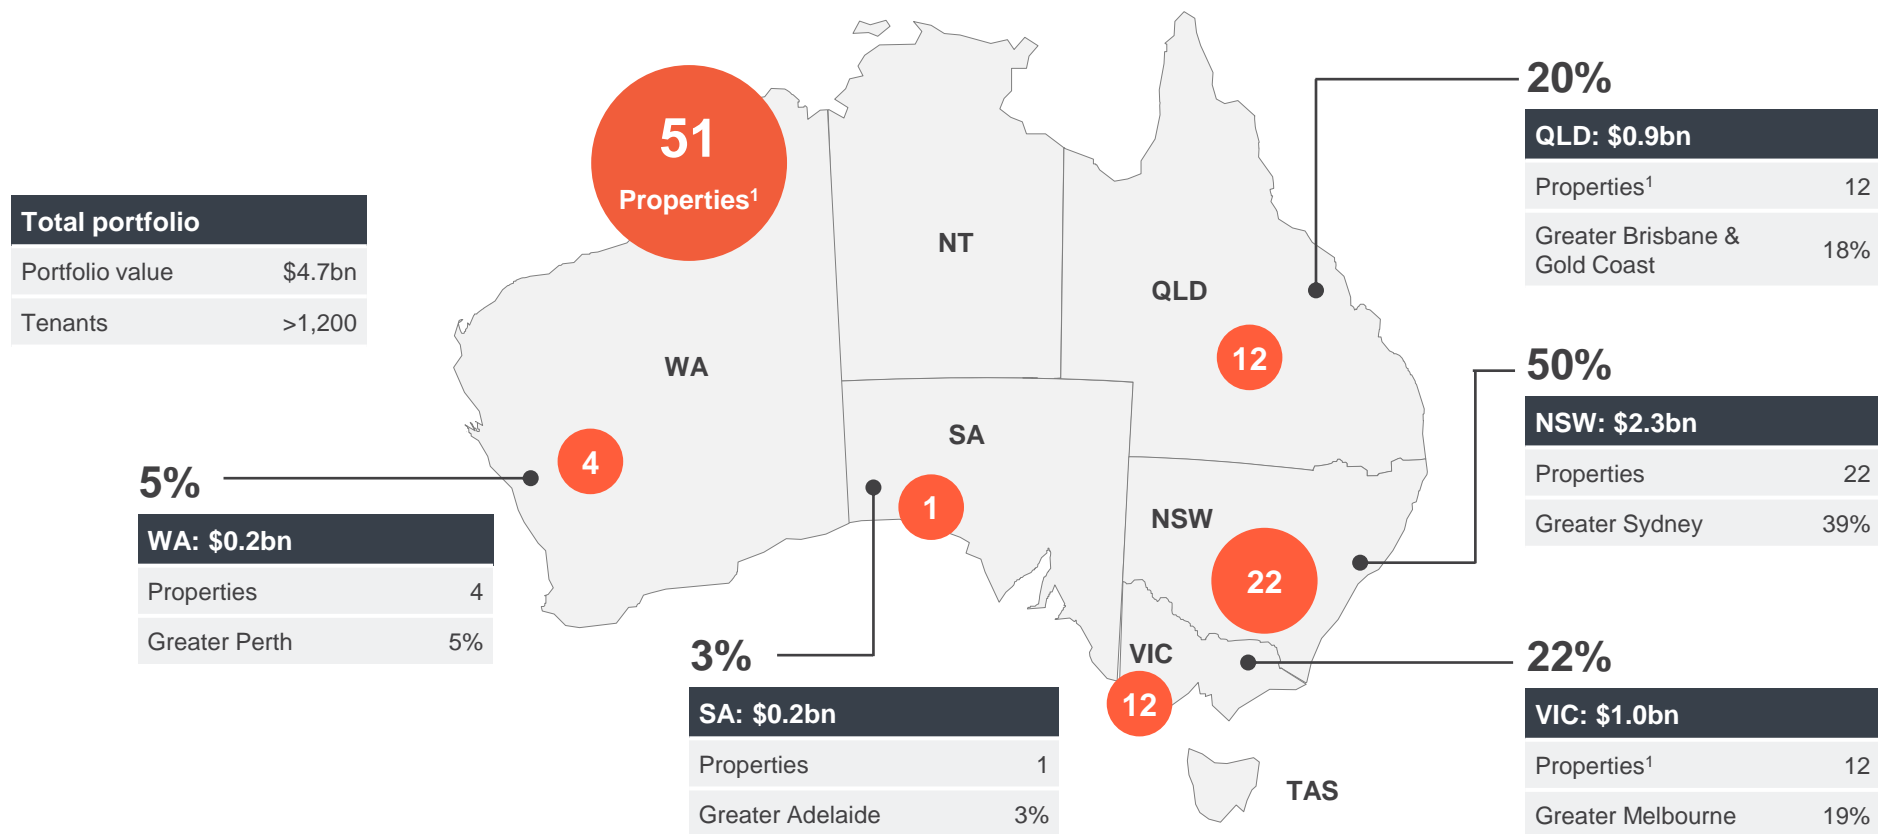 51
Properties¹
Total portfolio
Portfolio value $4.7bn
Tenants >1,200
NT
QLD
12
WA
4
SA
1
NSW
22
VIC
12
TAS
20%
QLD: $0.9bn
Properties¹ 12
Greater Brisbane &
Gold Coast 18%
50%
NSW: $2.3bn
Properties 22
Greater Sydney 39%
5%
WA: $0.2bn
Properties 4
Greater Perth 5%
3%
SA: $0.2bn
Properties 1
Greater Adelaide 3%
22%
VIC: $1.0bn
Properties¹ 12
Greater Melbourne 19%